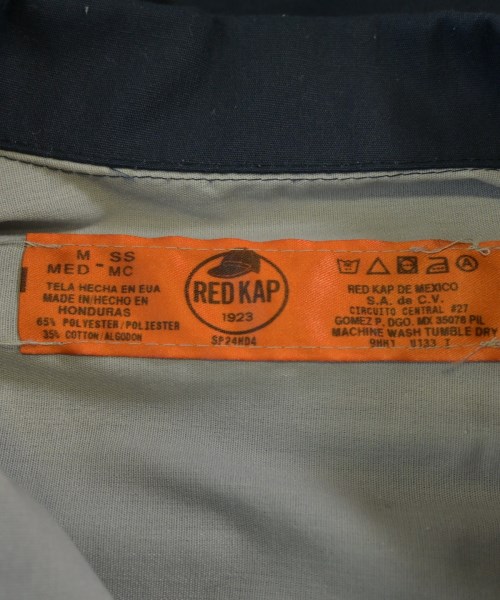 M SS
MED - MC
TELA HECHA EN EUA
MADE IN/HECHO EN
HONDURAS
65% POLYESTER/POLIESTER
35% COTTON/ALGODON
RED KAP
1923
SP24HD4
A
RED KAP DE MEXICO
S.A. de C.V.
CIRCUITO CENTRAL #27
GOMEZ P. DGO. MX 35078 PIL
MACHINE WASH TUMBLE DRY